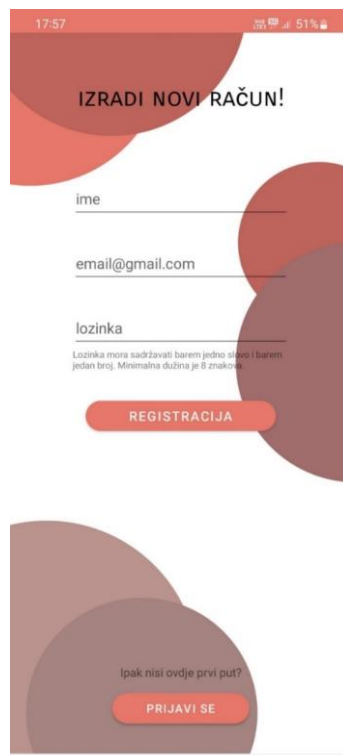 17:57
51%
IZRADI NOVI RAČUN!
ime
email@gmail.com
lozinka
Lozinka mora sadržavati barem jedno slovo i barem
jedan broj. Minimalna dužina je 8 znakova.
REGISTRACIJA
Ipak nisi ovdje prvi put?
PRIJAVI SE